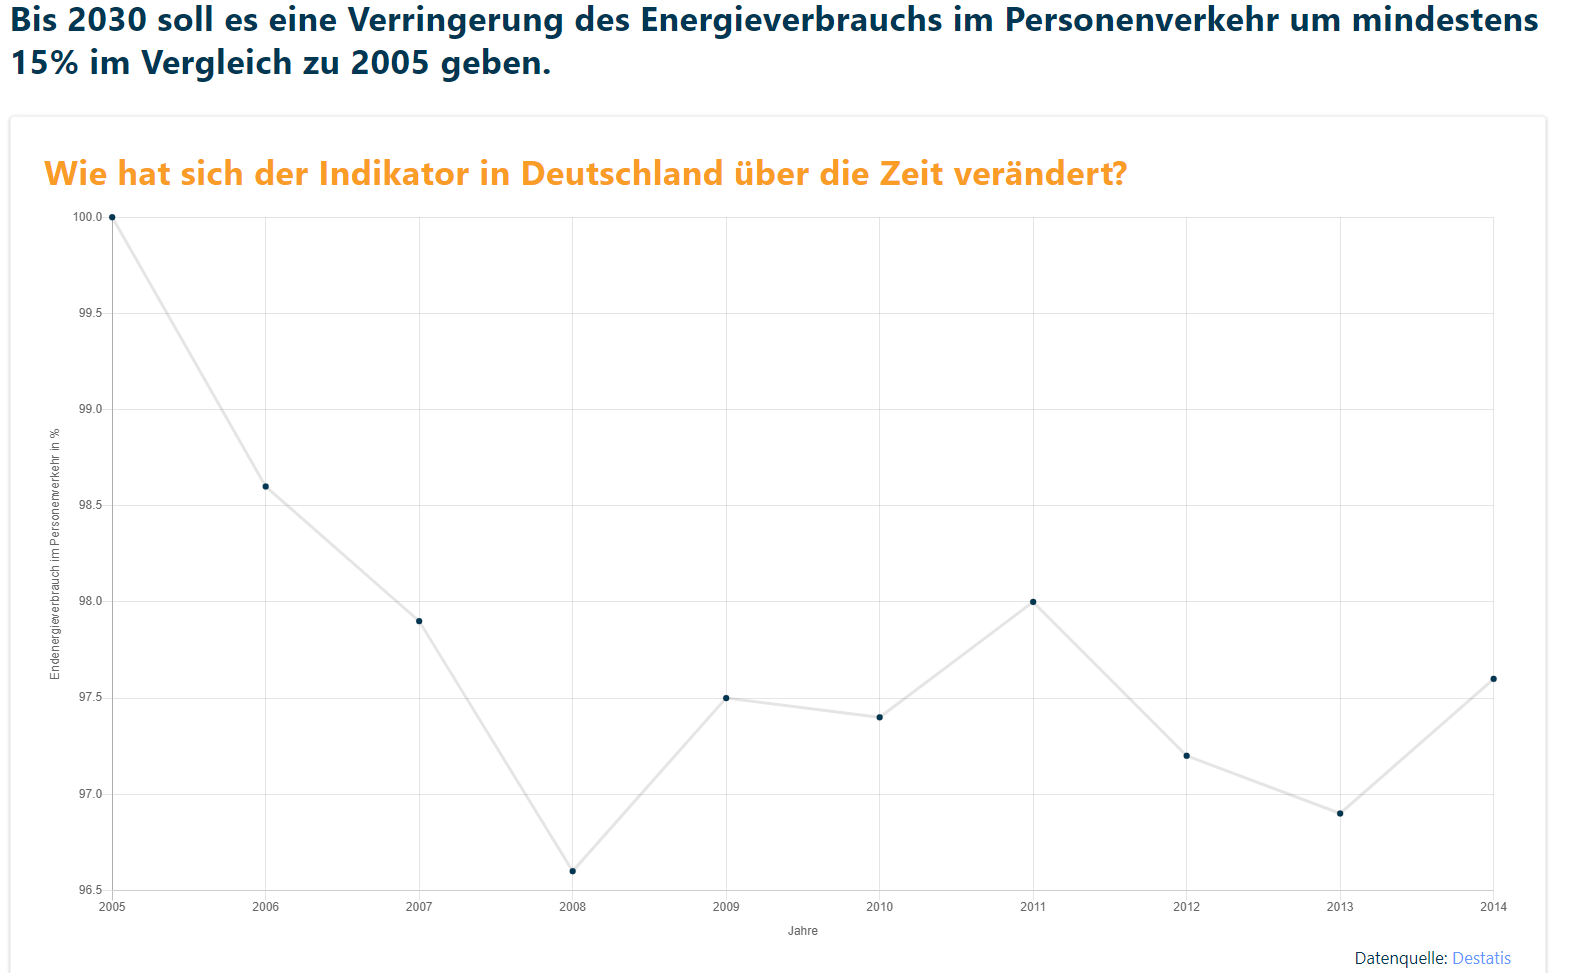 Bis 2030 soll es eine Verringerung des Energieverbrauchs im Personenverkehr um mindestens
15% im Vergleich zu 2005 geben.
Wie hat sich der Indikator in Deutschland über die Zeit verändert?
Endenergieverbrauch im Personenverkehr in %
100.0
99.5
99.0
98.5
98.0
97.5
97.0
96.5
2005 2006 2007 2008 2009 2010 2011 2012 2013 2014
Jahre
Datenquelle: Destatis